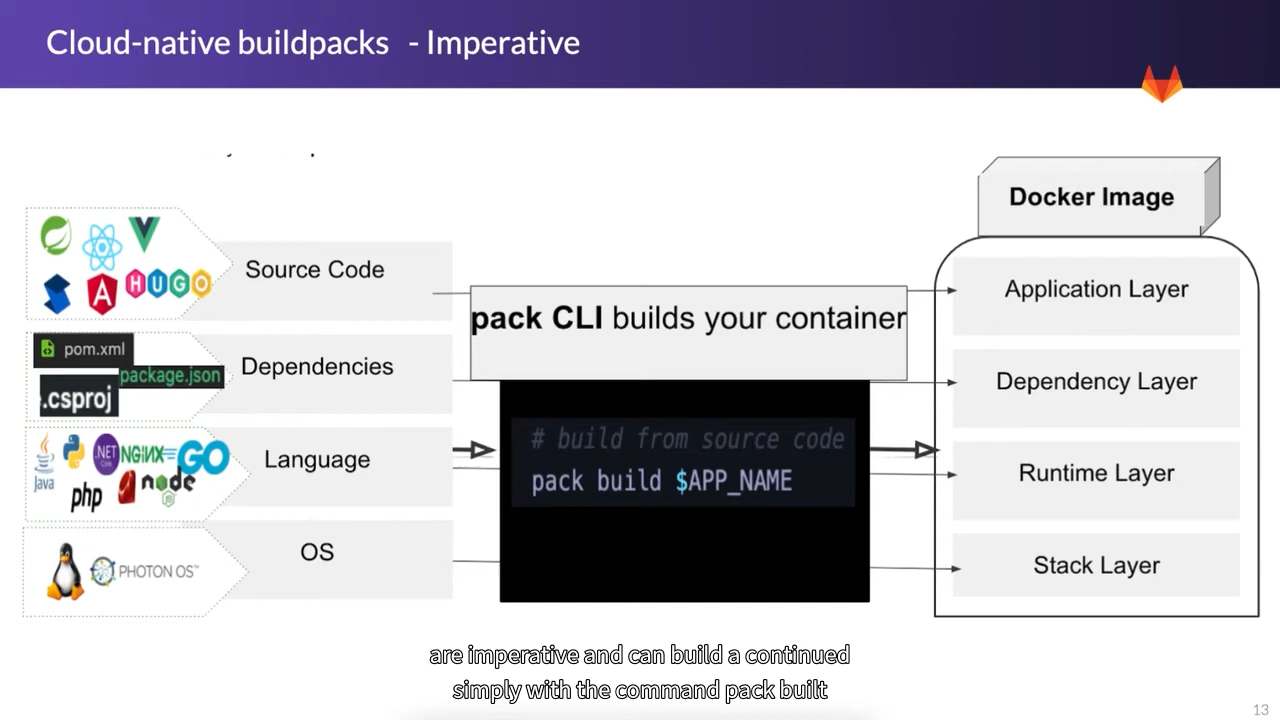 Cloud-native buildpacks - Imperative
Docker Image
Source Code
HUGO
pack CLI builds your container
Application Layer
pom.xml
package.json
.csproj
Dependencies
Dependency Layer
Java
.NET
Core
NGINX
GO
php
node
JS
Language
# build from source code
pack build $APP_NAME
Runtime Layer
PHOTON OS™
OS
Stack Layer
are imperative and can build a continued
simply with the command pack built
13